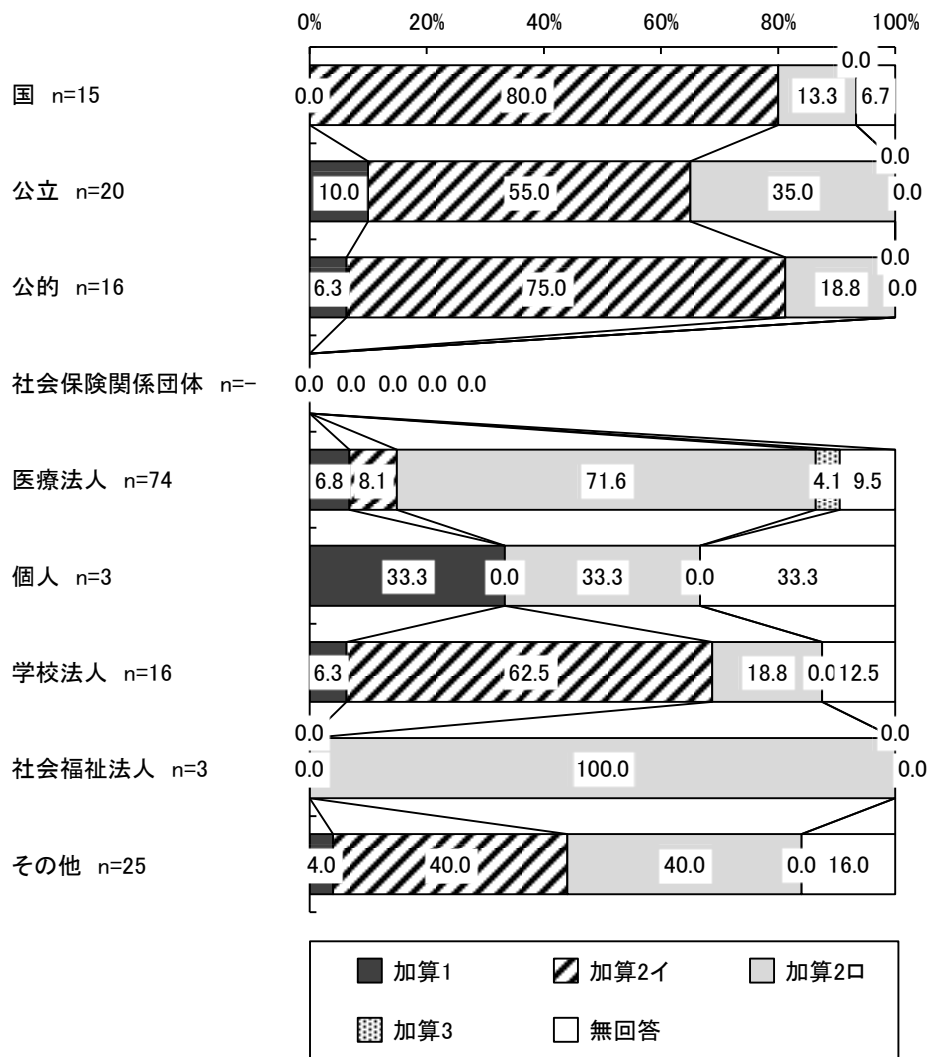 0% 20% 40% 60% 80% 100%
0.0
国 n=15 0.0 80.0 13.3 6.7
0.0
公立 n=20 10.0 55.0 35.0 0.0
0.0
公的 n=16 6.3 75.0 18.8 0.0
社会保険関係団体 n=- 0.0 0.0 0.0 0.0 0.0
医療法人 n=74 6.8 8.1 71.6 4.1 9.5
個人 n=3 33.3 0.0 33.3 0.0 33.3
学校法人 n=16 6.3 62.5 18.8 0.0 12.5
0.0 0.0
社会福祉法人 n=3 0.0 100.0 0.0
その他 n=25 4.0 40.0 40.0 0.0 16.0
加算1 加算2イ 加算2ロ
加算3 無回答